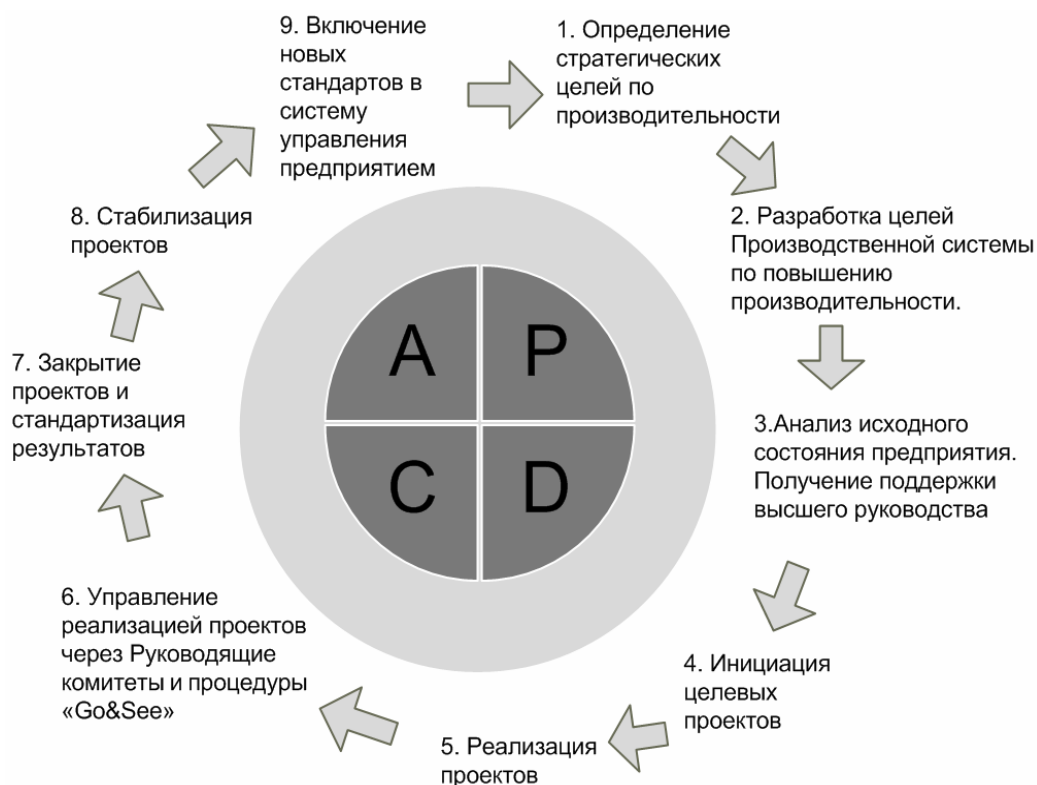 9. Включение
новых
стандартов в
систему
управления
предприятием
1. Определение
стратегических
целей по
производительности
2. Разработка целей
Производственной системы
по повышению
производительности.
3.Анализ исходного
состояния предприятия.
Получение поддержки
высшего руководства
4. Инициация
целевых
проектов
5. Реализация
проектов
6. Управление
реализацией проектов
через Руководящие
комитеты и процедуры
«Go&See»
7. Закрытие
проектов и
стандартизация
результатов
8. Стабилизация
проектов
A P
C D